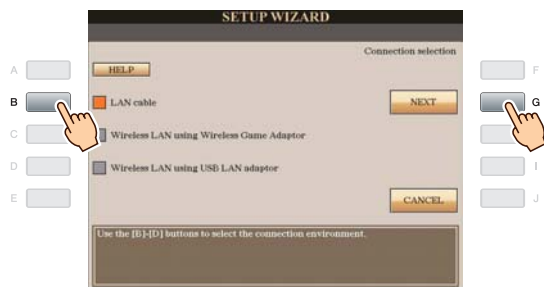 SETUP WIZARD
Connection selection
A
HELP
F
B
LAN cable
NEXT
G
C
Wireless LAN using Wireless Game Adaptor
D
Wireless LAN using USB LAN adaptor
I
E
CANCEL
J
Use the [B]-[D] buttons to select the connection environment.